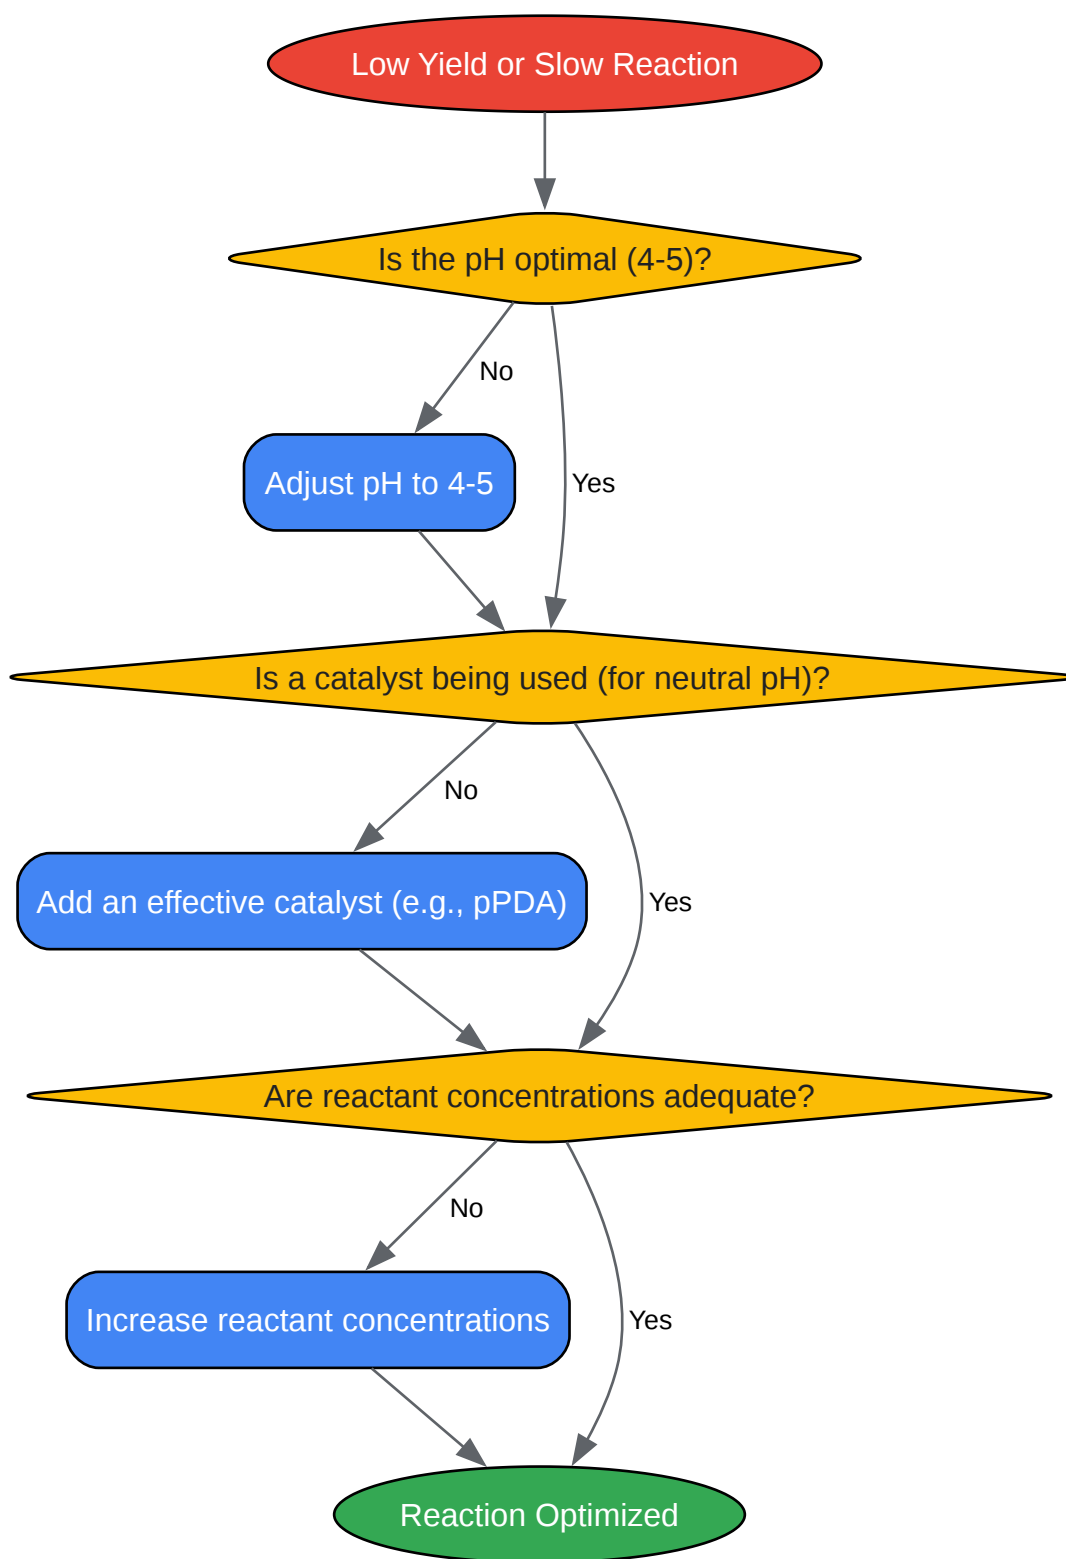 Low Yield or Slow Reaction
Is the pH optimal (4-5)?
No
Adjust pH to 4-5
Yes
Is a catalyst being used (for neutral pH)?
No
Add an effective catalyst (e.g., pPDA)
Yes
Are reactant concentrations adequate?
No
Increase reactant concentrations
Yes
Reaction Optimized